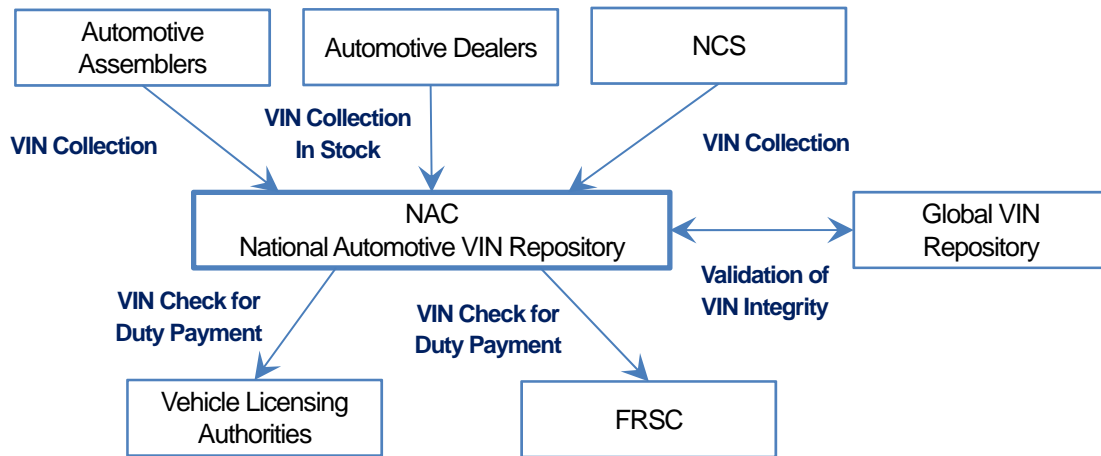 Automotive
Assemblers
Automotive Dealers
NCS
VIN Collection
VIN Collection
In Stock
VIN Collection
NAC
National Automotive VIN Repository
Global VIN
Repository
Validation of
VIN Integrity
VIN Check for
Duty Payment
VIN Check for
Duty Payment
Vehicle Licensing
Authorities
FRSC